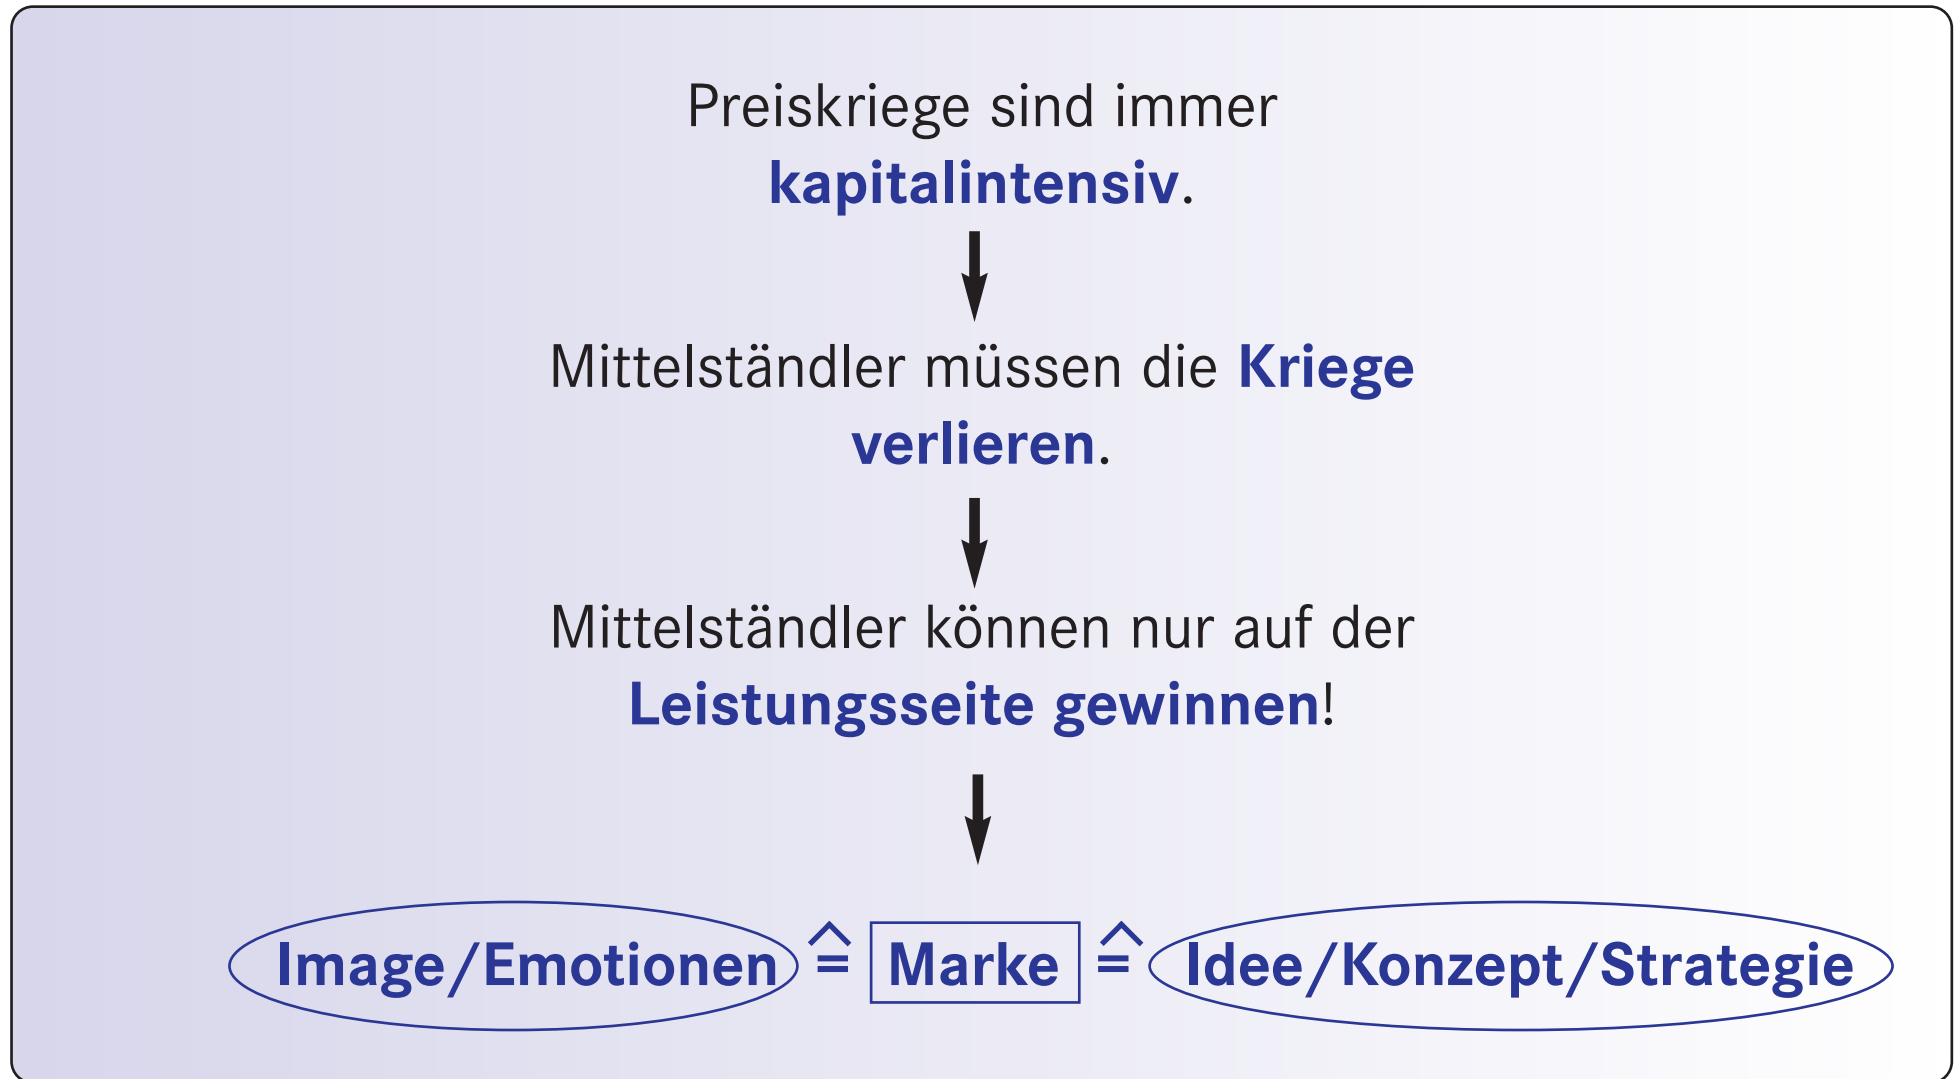 Preiskriege sind immer
kapitalintensiv.
Mittelständler müssen die Kriege
verlieren.
Mittelständler können nur auf der
Leistungsseite gewinnen!
Image/Emotionen ≙ Marke ≙ Idee/Konzept/Strategie